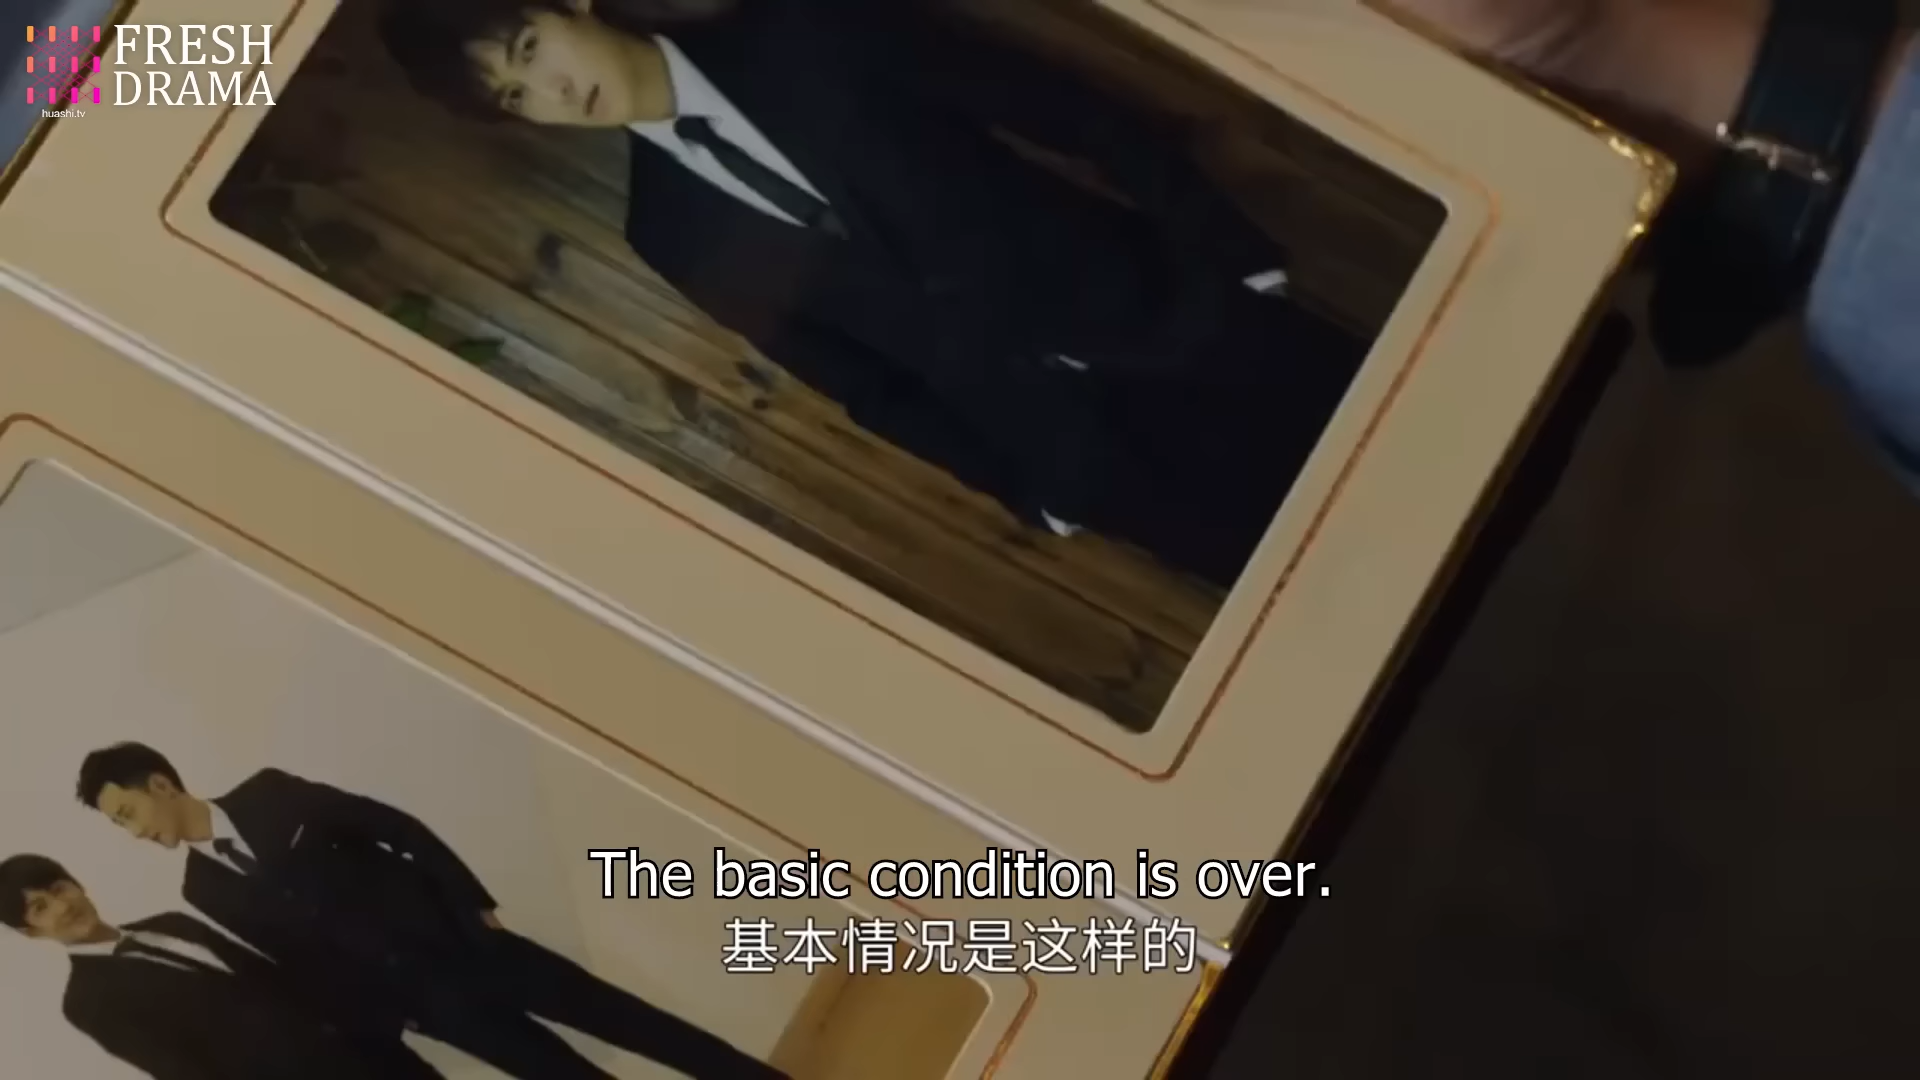 FRESH
DRAMA
huashi.tv
The basic condition is over.
基本情况是这样的